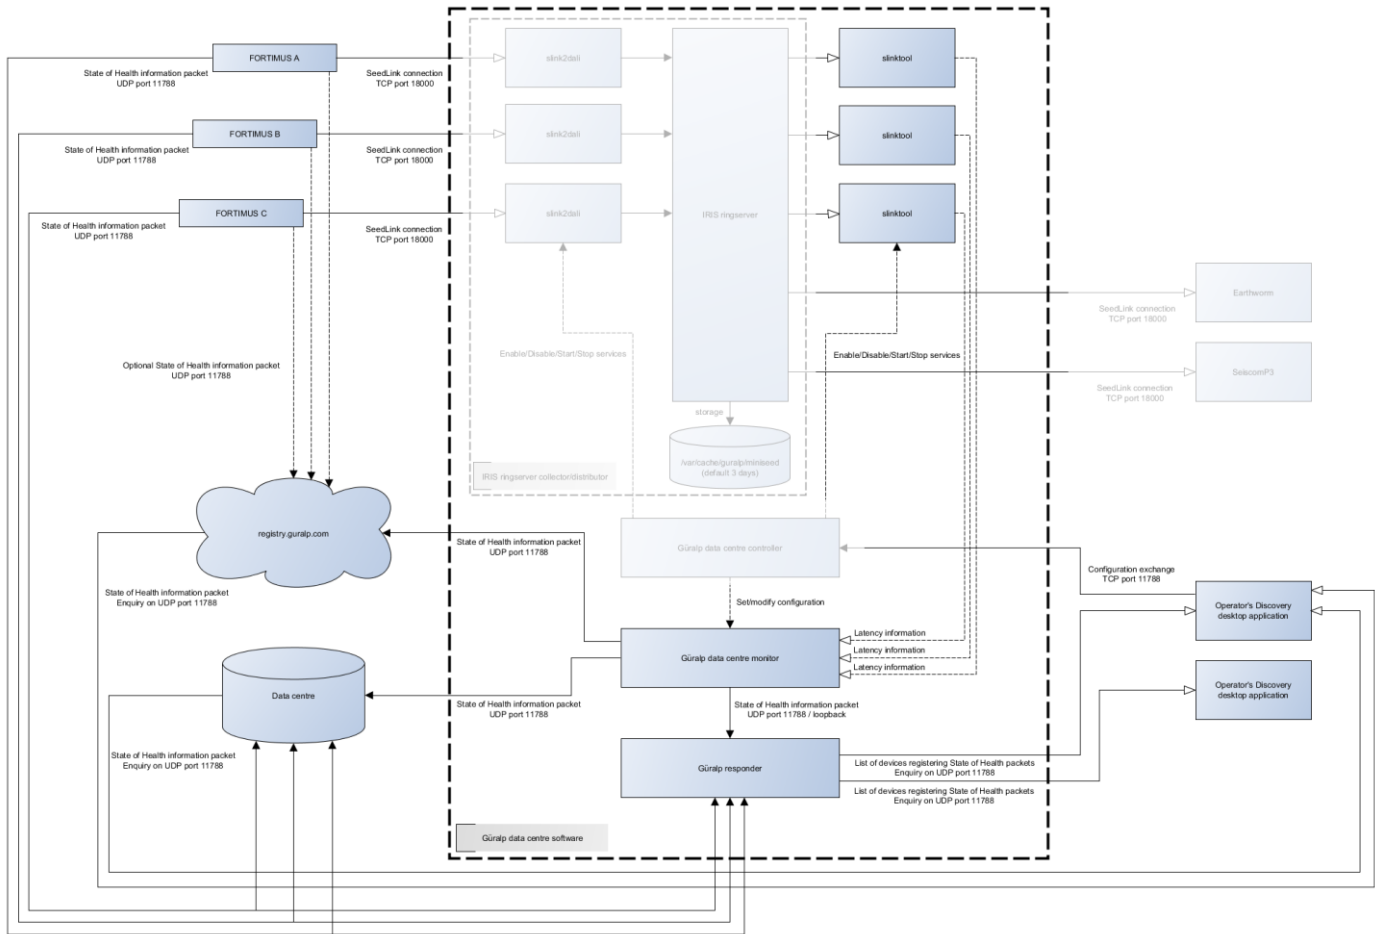 FORTIMUS A
State of Health information packet
UDP port 11788
SeedLink connection
TCP port 18000
slink2dali
slinktool
FORTIMUS B
State of Health information packet
UDP port 11788
SeedLink connection
TCP port 18000
slink2dali
slinktool
FORTIMUS C
State of Health information packet
UDP port 11788
SeedLink connection
TCP port 18000
slink2dali
IRIS ringserver
slinktool
Earthworm
SeedLink connection
TCP port 18000
Enable/Disable/Start/Stop services
Enable/Disable/Start/Stop services
Optional State of Health information packet
UDP port 11788
SeiscomP3
SeedLink connection
TCP port 18000
storage
/var/cache/guralp/miniseed
(default 3 days)
IRIS ringserver collector/distributor
registry.guralp.com
State of Health information packet
UDP port 11788
Güralp data centre controller
Configuration exchange
TCP port 11788
State of Health information packet
Enquiry on UDP port 11788
Set/modify configuration
Operator's Discovery
desktop application
Latency information
Latency information
Latency information
Güralp data centre monitor
Data centre
Operator's Discovery
desktop application
State of Health information packet
UDP port 11788
State of Health information packet
UDP port 11788 / loopback
State of Health information packet
Enquiry on UDP port 11788
Güralp responder
List of devices registering State of Health packets
Enquiry on UDP port 11788
List of devices registering State of Health packets
Enquiry on UDP port 11788
Güralp data centre software